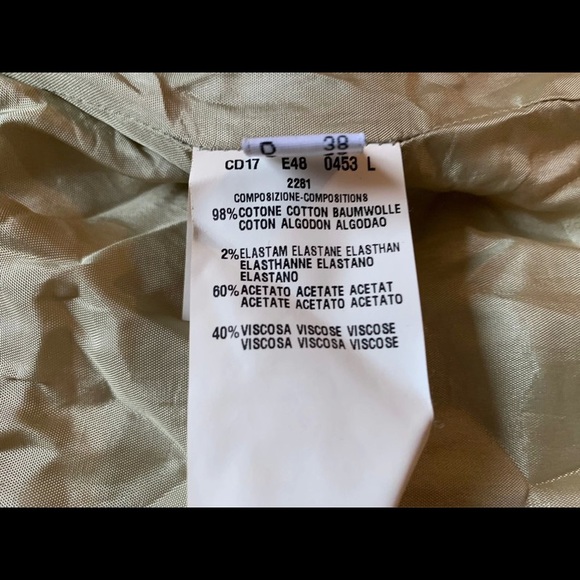 D 38
CD17 E48 0453 L
2281
COMPOSIZIONE-COMPOSITIONS
98%COTONE COTTON BAUMWOLLE
COTON ALGODON ALGODAO
2%ELASTAM ELASTANE ELASTHAN
ELASTHANNE ELASTANO
ELASTANO
60%ACETATO ACETATE ACETAT
ACETATE ACETATO ACETATO
40%VISCOSA VISCOSE VISCOSE
VISCOSA VISCOSA VISCOSE